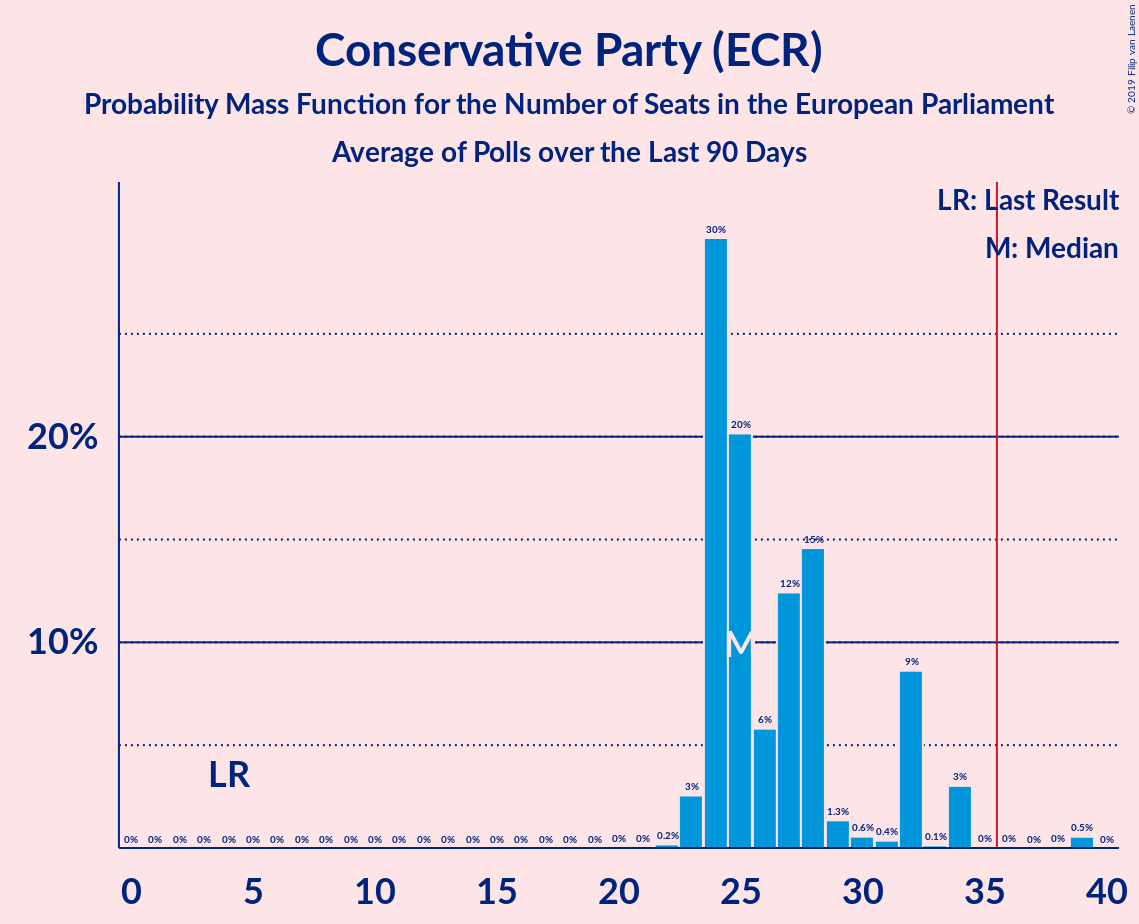 Conservative Party (ECR)
Probability Mass Function for the Number of Seats in the European Parliament
Average of Polls over the Last 90 Days
© 2019 Filip van Laenen
LR: Last Result
M: Median
30%
20%
20%
15%
12%
10%
M
9%
6%
LR
3%
3%
1.3%
0% 0% 0% 0% 0% 0% 0% 0% 0% 0% 0% 0% 0% 0% 0% 0% 0% 0% 0% 0% 0% 0% 0.2% 0.6% 0.4% 0.1% 0% 0% 0% 0% 0.5% 0%
0 5 10 15 20 25 30 35 40